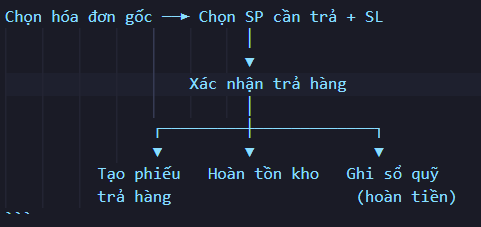 Chọn hóa đơn gốc ──► Chọn SP cần trả + SL
Xác nhận trả hàng
Tạo phiếu Hoàn tồn kho Ghi sổ quỹ
trả hàng (hoàn tiền)
```